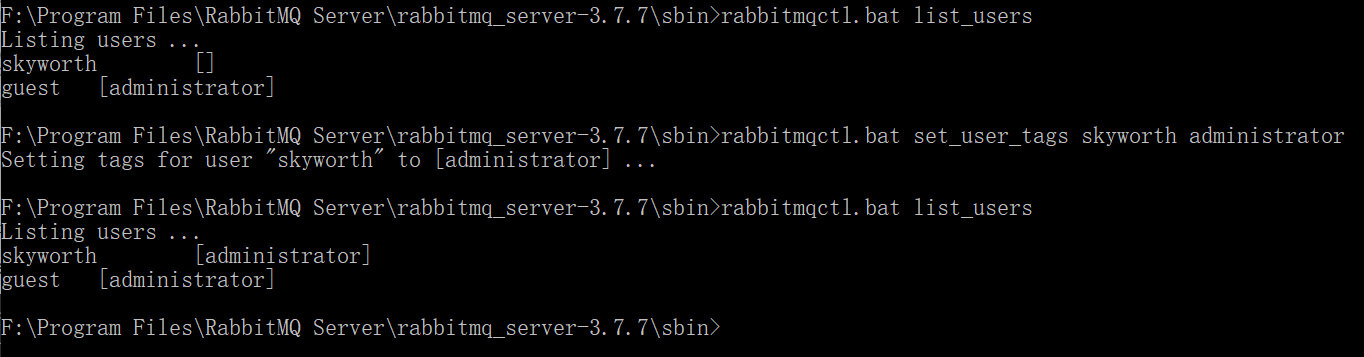 F:\Program Files\RabbitMQ Server\rabbitmq_server-3.7.7\sbin>rabbitmqctl.bat list_users
Listing users ...
skyworth        []
guest   [administrator]
F:\Program Files\RabbitMQ Server\rabbitmq_server-3.7.7\sbin>rabbitmqctl.bat set_user_tags skyworth administrator
Setting tags for user "skyworth" to [administrator] ...
F:\Program Files\RabbitMQ Server\rabbitmq_server-3.7.7\sbin>rabbitmqctl.bat list_users
Listing users ...
skyworth        [administrator]
guest   [administrator]
F:\Program Files\RabbitMQ Server\rabbitmq_server-3.7.7\sbin>